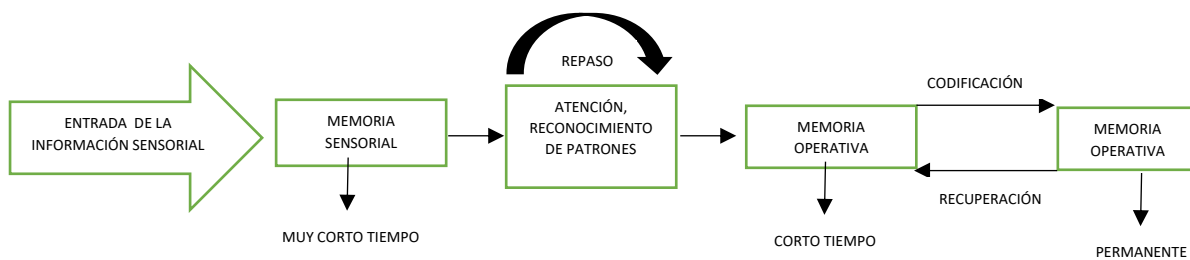 REPASO
ENTRADA DE LA
INFORMACIÓN SENSORIAL
MEMORIA
SENSORIAL
ATENCIÓN,
RECONOCIMIENTO
DE PATRONES
MEMORIA
OPERATIVA
CODIFICACIÓN
MEMORIA
OPERATIVA
RECUPERACIÓN
MUY CORTO TIEMPO
CORTO TIEMPO
PERMANENTE